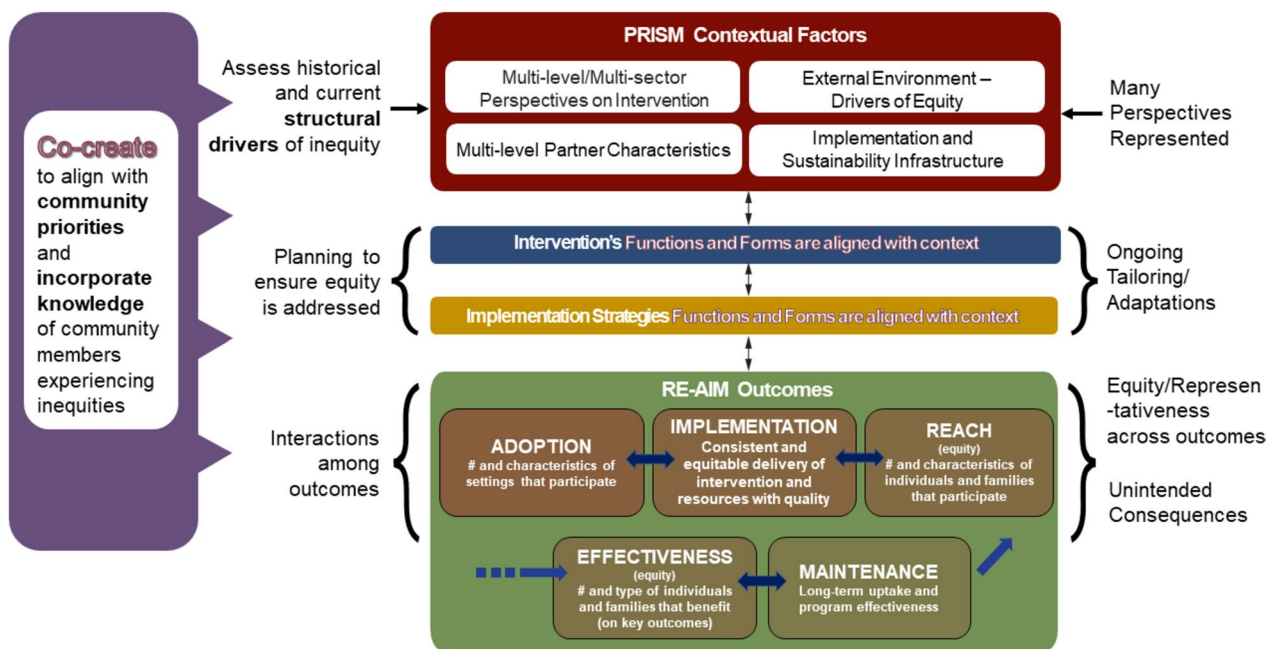 Co-create
to align with
community
priorities
and
incorporate
knowledge
of community
members
experiencing
inequities
Assess historical
and current
structural
drivers of inequity
PRISM Contextual Factors
Multi-level/Multi-sector
Perspectives on Intervention
External Environment –
Drivers of Equity
Multi-level Partner Characteristics
Implementation and
Sustainability Infrastructure
Many
Perspectives
Represented
Planning to
ensure equity
is addressed
Intervention's Functions and Forms are aligned with context
Implementation Strategies Functions and Forms are aligned with context
Ongoing
Tailoring/
Adaptations
Interactions
among
outcomes
RE-AIM Outcomes
ADOPTION
# and characteristics of
settings that participate
IMPLEMENTATION
Consistent and
equitable delivery of
intervention and
resources with quality
REACH
(equity)
# and characteristics of
individuals and families
that participate
EFFECTIVENESS
(equity)
# and type of individuals
and families that benefit
(on key outcomes)
MAINTENANCE
Long-term uptake and
program effectiveness
Equity/Represen
-tativeness
across outcomes
Unintended
Consequences